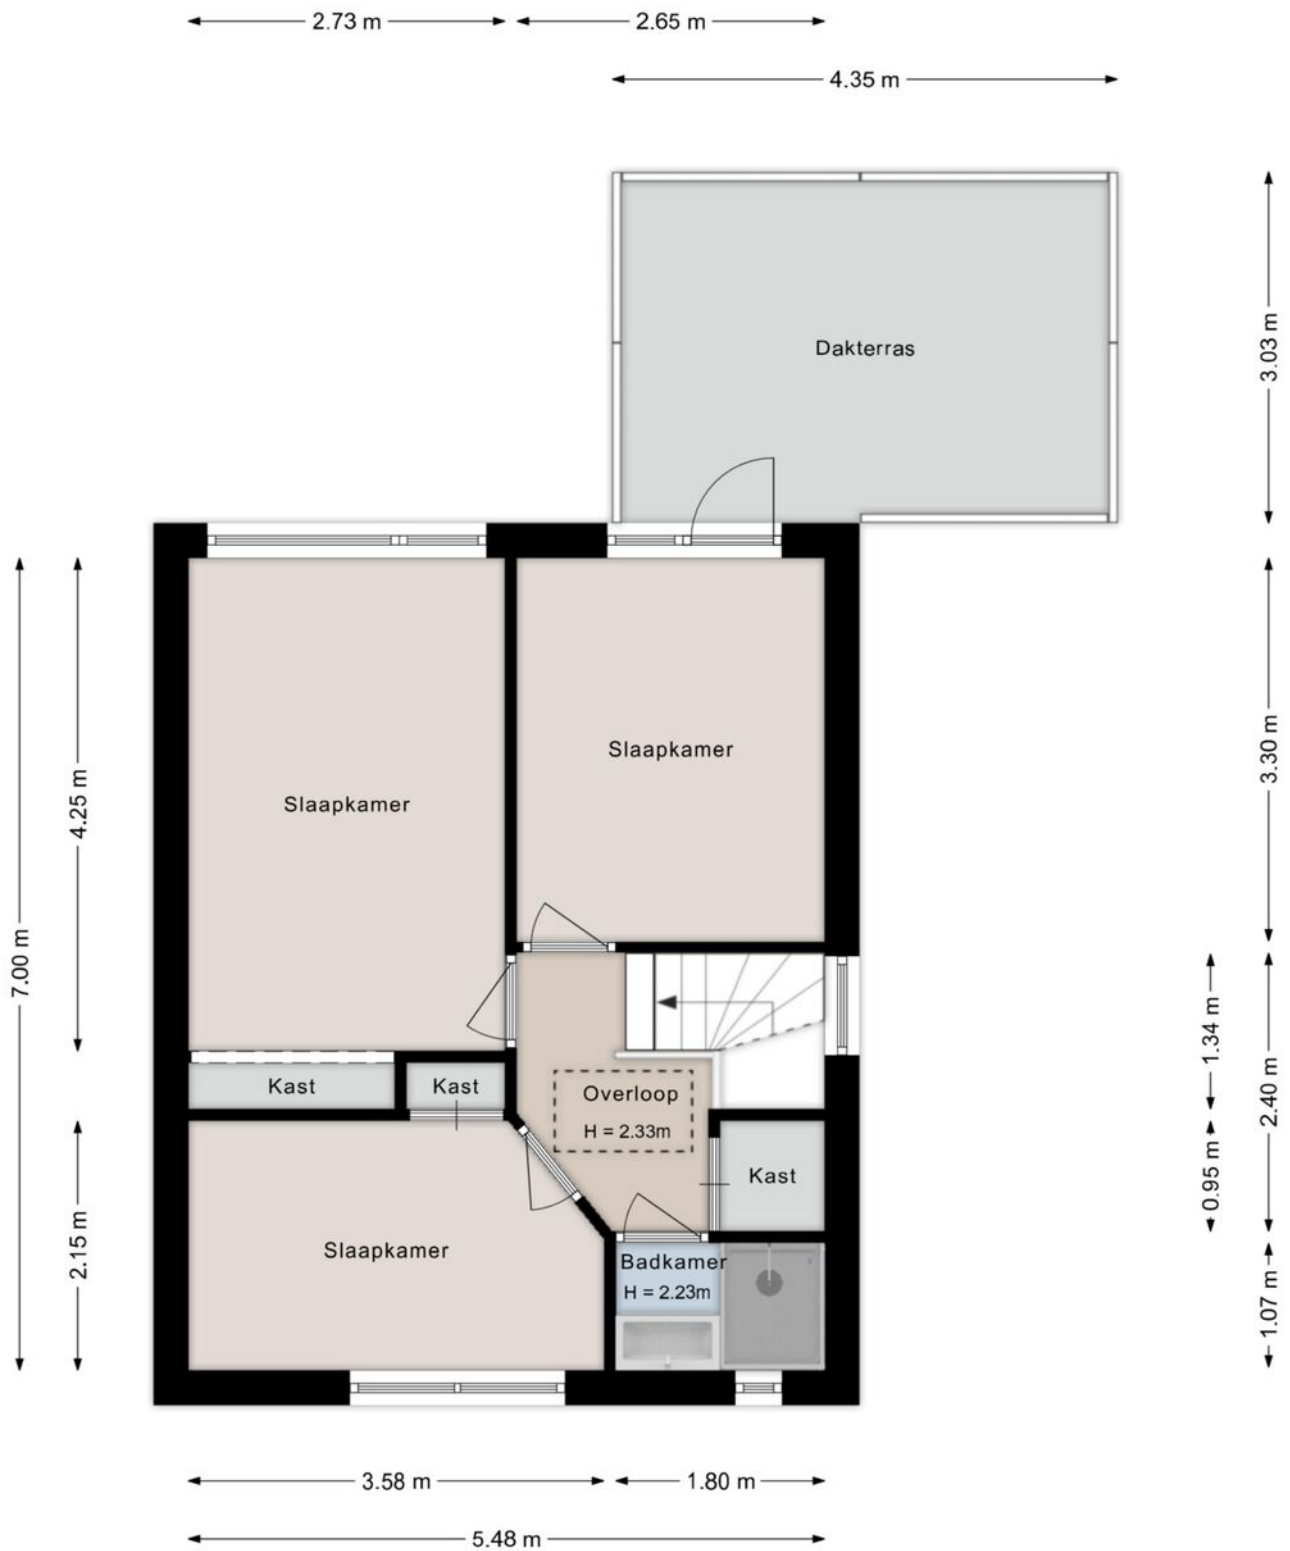 2.73 m
2.65 m
4.35 m
Dakterras
3.03 m
Slaapkamer
3.30 m
Slaapkamer
4.25 m
7.00 m
1.34 m
2.40 m
Kast
Kast
Overloop
H = 2.33m
Kast
0.95 m
2.15 m
Slaapkamer
Badkamer
H = 2.23m
1.07 m
3.58 m
1.80 m
5.48 m